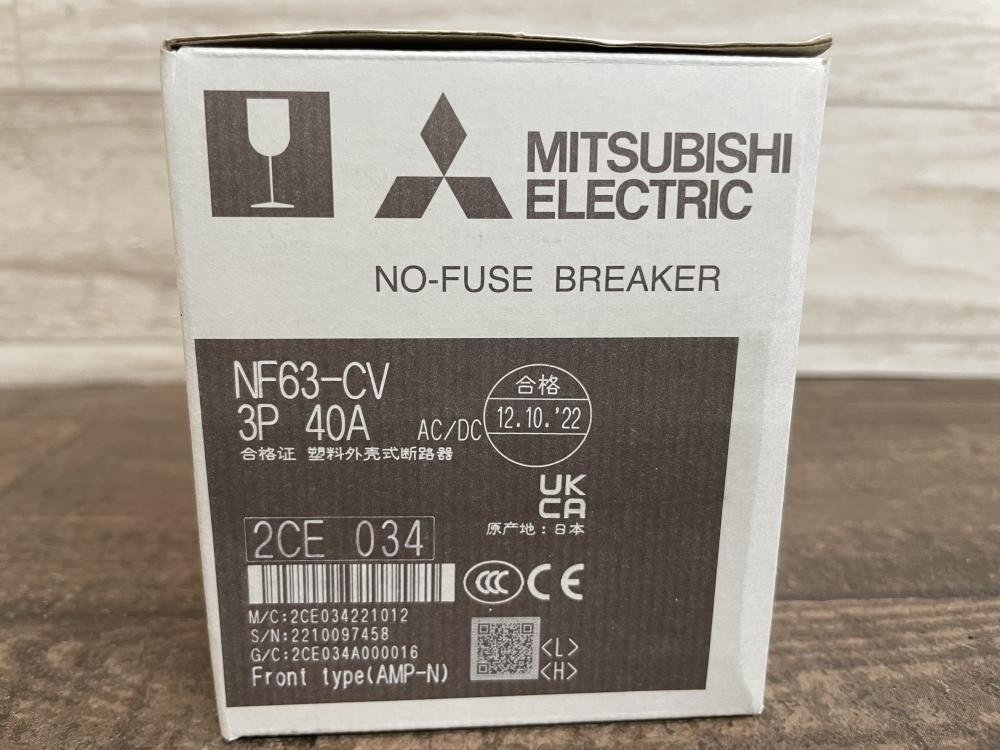 MITSUBISHI
ELECTRIC
NO-FUSE BREAKER
NF63-CV
3P 40A
AC/DC
合格
12.10.'22
合格证 塑料外壳式断路器
UK
CA
原产地：日本
2CE 034
CCC
CE
M/C:2CE034221012
S/N:2210097458
G/C:2CE034A000016
Front type(AMP-N)
<L>
<H>